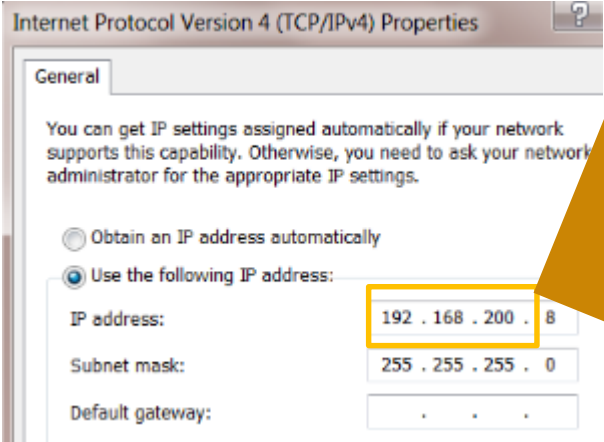 Internet Protocol Version 4 (TCP/IPv4) Properties
?
General
You can get IP settings assigned automatically if your network
supports this capability. Otherwise, you need to ask your network
administrator for the appropriate IP settings.
Obtain an IP address automatically
Use the following IP address:
IP address: 192 . 168 . 200 . 8
Subnet mask: 255 . 255 . 255 . 0
Default gateway: . . .